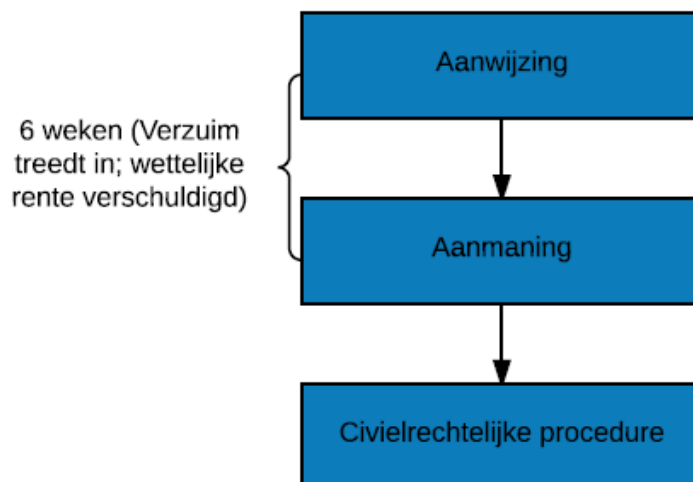 Aanwijzing
6 weken (Verzuim
treedt in; wettelijke
rente verschuldigd)
Aanmaning
Civielrechtelijke procedure